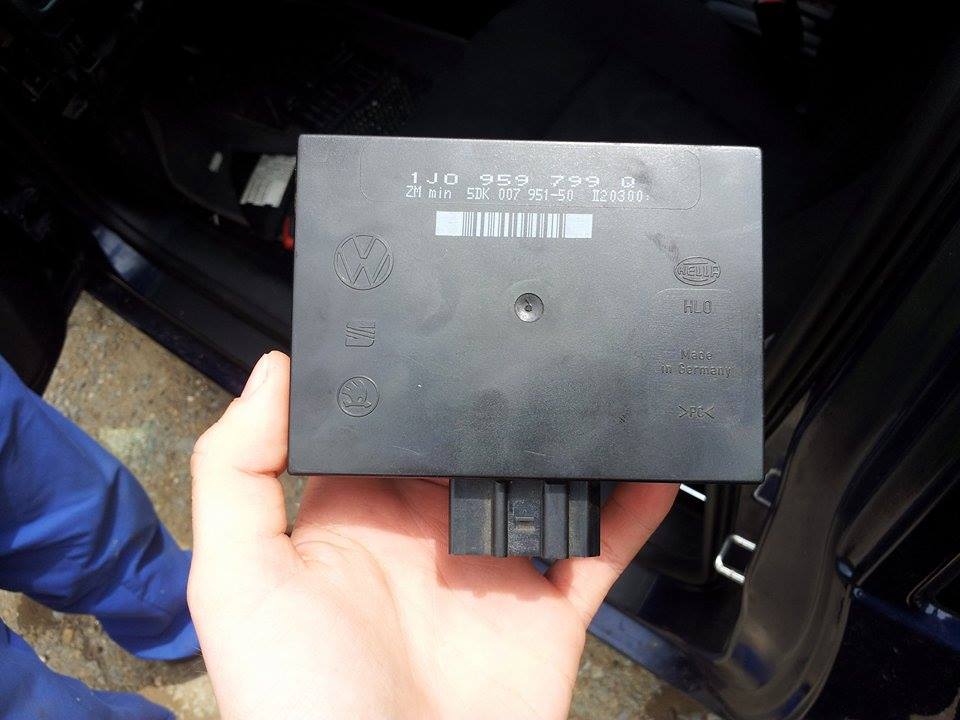 1J0 959 799 Q
ZM min 5DK 007 951-50 II20300
HELLA
HLO
Made
in Germany
>PC<